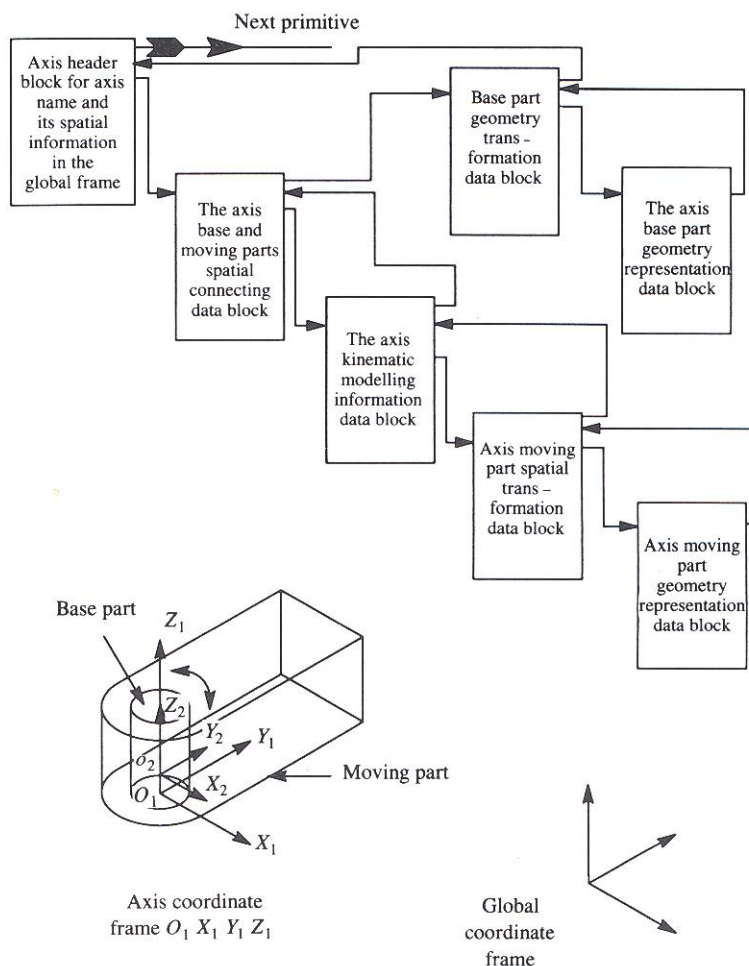 Next primitive
Axis header
block for axis
name and
its spatial
information
in the
global frame
Base part
geometry
trans –
formation
data block
The axis
base and
moving parts
spatial
connecting
data block
The axis
base part
geometry
representation
data block
The axis
kinematic
modelling
information
data block
Axis moving
part spatial
trans –
formation
data block
Axis moving
part
geometry
representation
data block
Base part
Z₁
Z₂
Y₂
Y₁
o₂
X₂
O₁
X₁
Moving part
Axis coordinate
frame O₁ X₁ Y₁ Z₁
Global
coordinate
frame